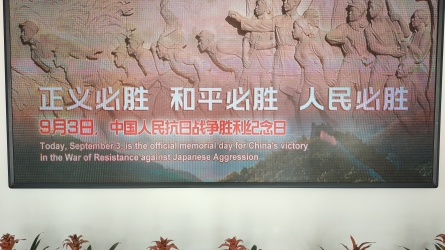 正义必胜 和平必胜 人民必胜
9月3日 中国人民抗日战争胜利纪念日
Today, September 3, is the official memorial day for China's victory
in the War of Resistance against Japanese Aggression